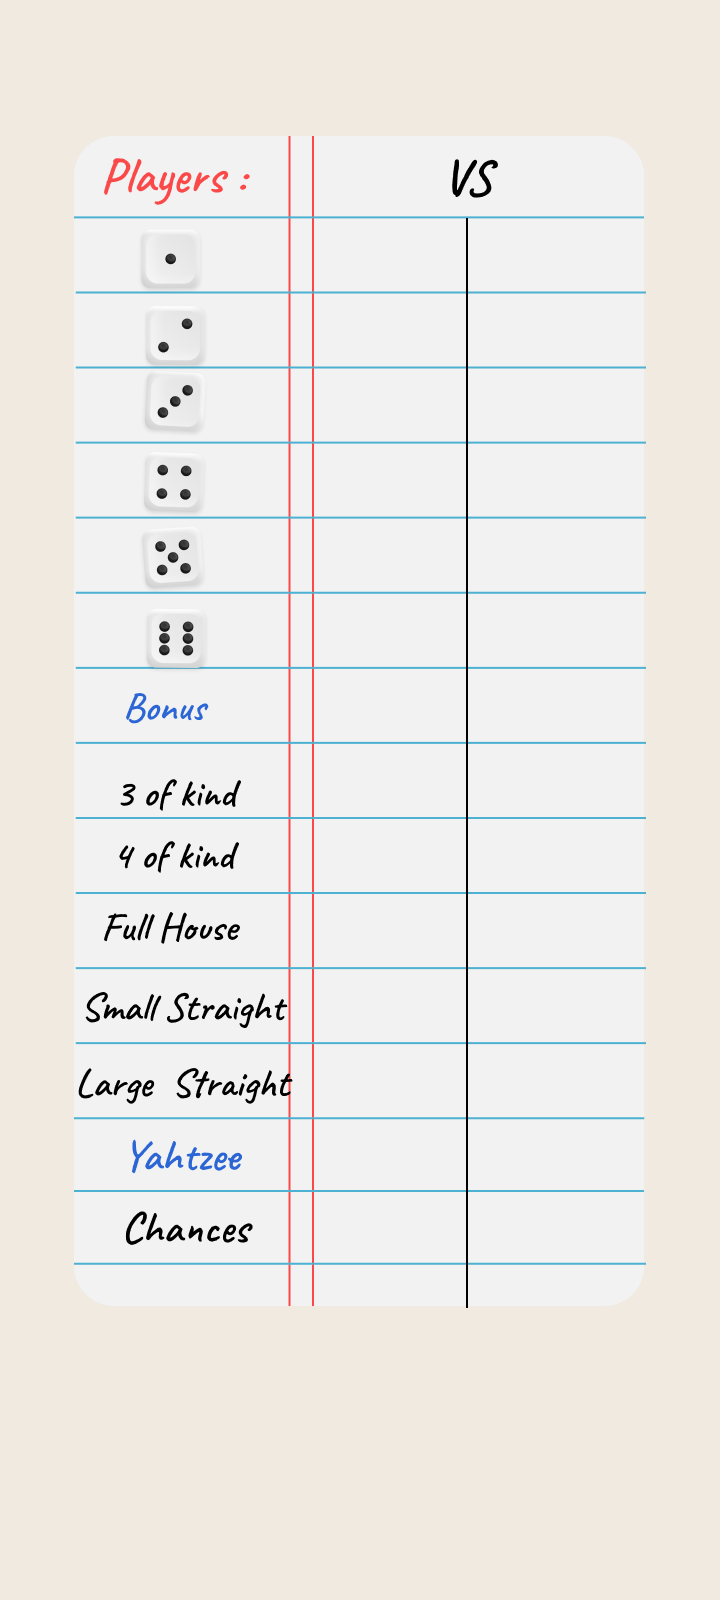 Players : VS
Bonus
3 of kind
4 of kind
Full House
Small Straight
Large Straight
Yahtzee
Chances